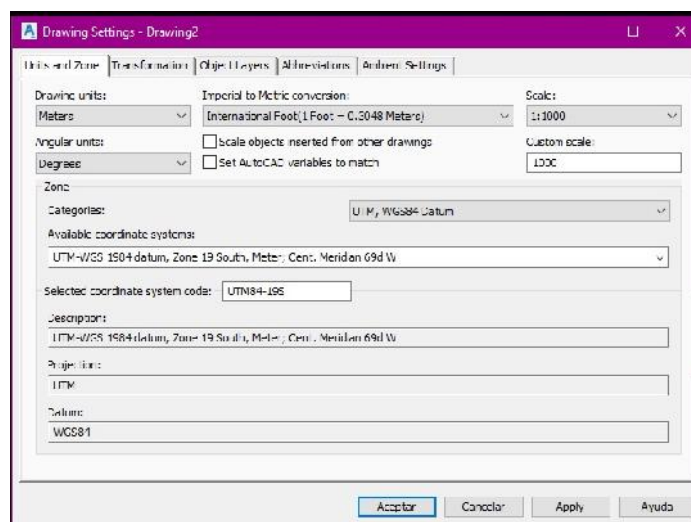 Drawing Settings - Drawing2
Units and Zone Transformation Object Layers Abbreviations Ambient Settings
Drawing units: Imperial to Metric conversion: Scale:
Meters International Foot(1 Foot = 0.3048 Meters) 1:1000
Angular units: Scale objects inserted from other drawings Custom scale:
Degrees Set AutoCAD variables to match 1000
Zone
Categories: UTM, WGS84 Datum
Available coordinate systems:
UTM-WGS 1984 datum, Zone 19 South, Meter; Cent. Meridian 69d W
Selected coordinate system code: UTM84-19S
Description:
UTM-WGS 1984 datum, Zone 19 South, Meter; Cent. Meridian 69d W
Projection:
UTM
Datum:
WGS84
Aceptar Cancelar Apply Ayuda